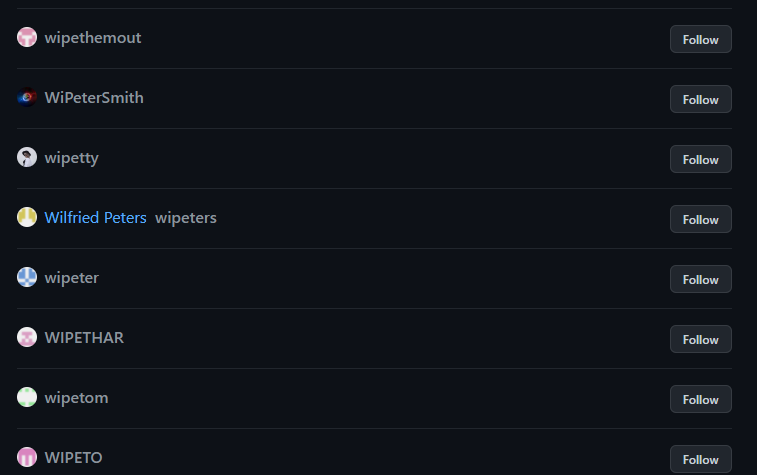 wipethemout Follow
WiPeterSmith Follow
wipetty Follow
Wilfried Peters wipeters Follow
wipeter Follow
WIPETHAR Follow
wipetom Follow
WIPETO Follow